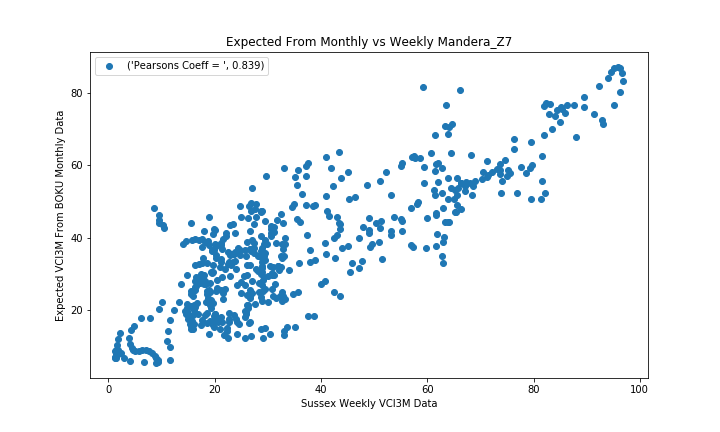 Expected From Monthly vs Weekly Mandera_Z7
('Pearsons Coeff = ', 0.839)
Expected VCI3M From BOKU Monthly Data
80
60
40
20
0 20 40 60 80 100
Sussex Weekly VCI3M Data